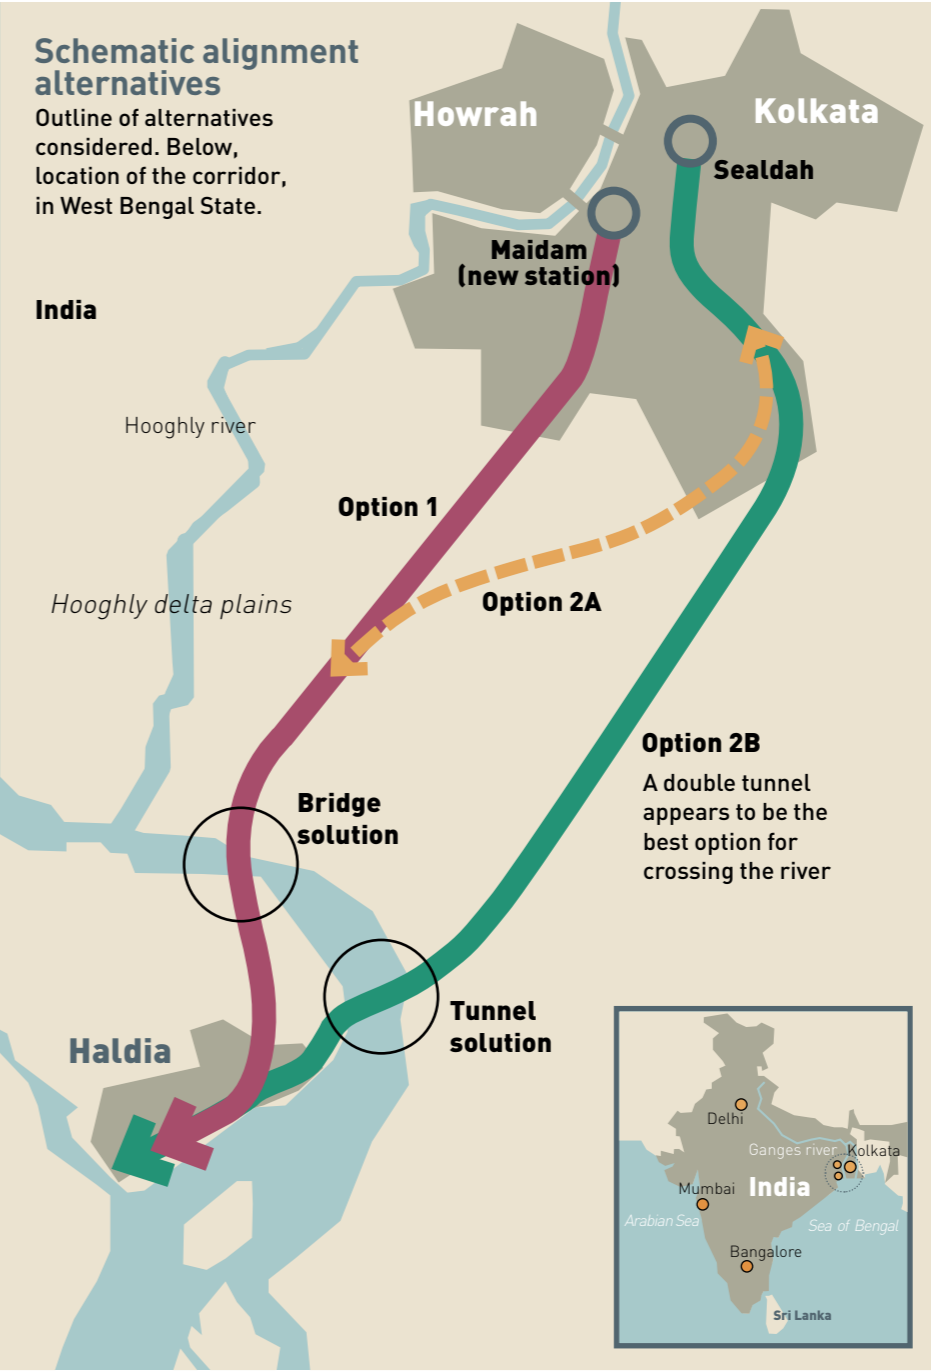 Schematic alignment
alternatives
Outline of alternatives
considered. Below,
location of the corridor,
in West Bengal State.
Howrah
Kolkata
Sealdah
Maidam
(new station)
India
Hooghly river
Option 1
Hooghly delta plains
Option 2A
Option 2B
A double tunnel
appears to be the
best option for
crossing the river
Bridge
solution
Tunnel
solution
Haldia
Delhi
Ganges river
Kolkata
Mumbai
India
Arabian Sea
Sea of Bengal
Bangalore
Sri Lanka